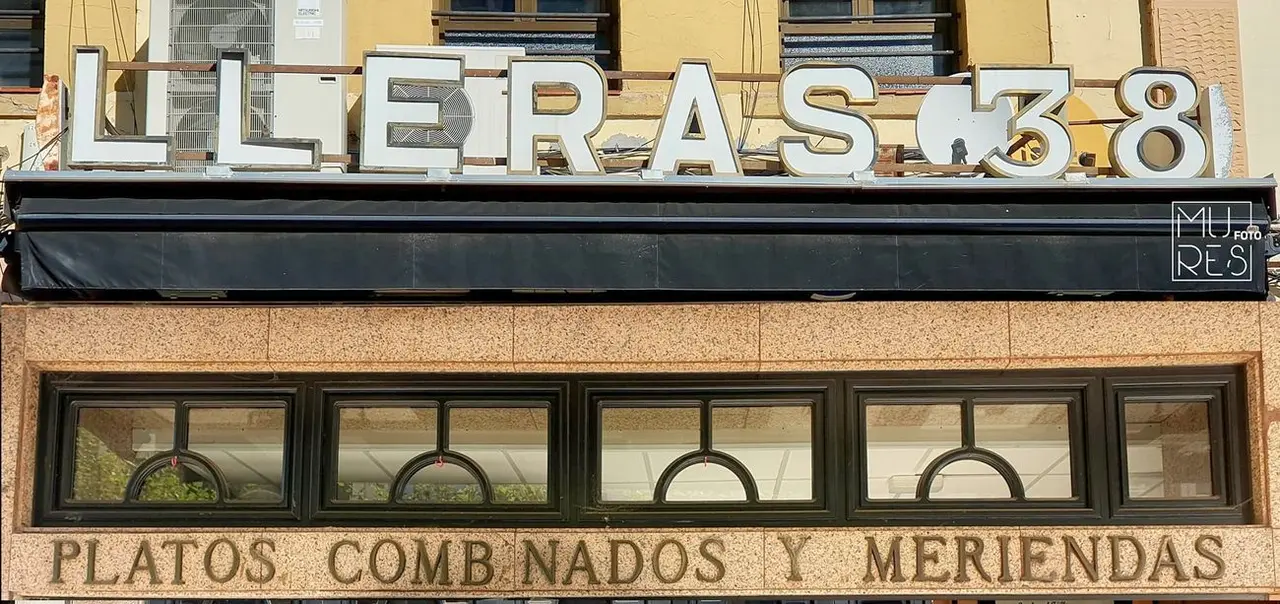 LLERAS 38
MU
FOTO
RES
PLATOS COMB NADOS Y MERIENDAS